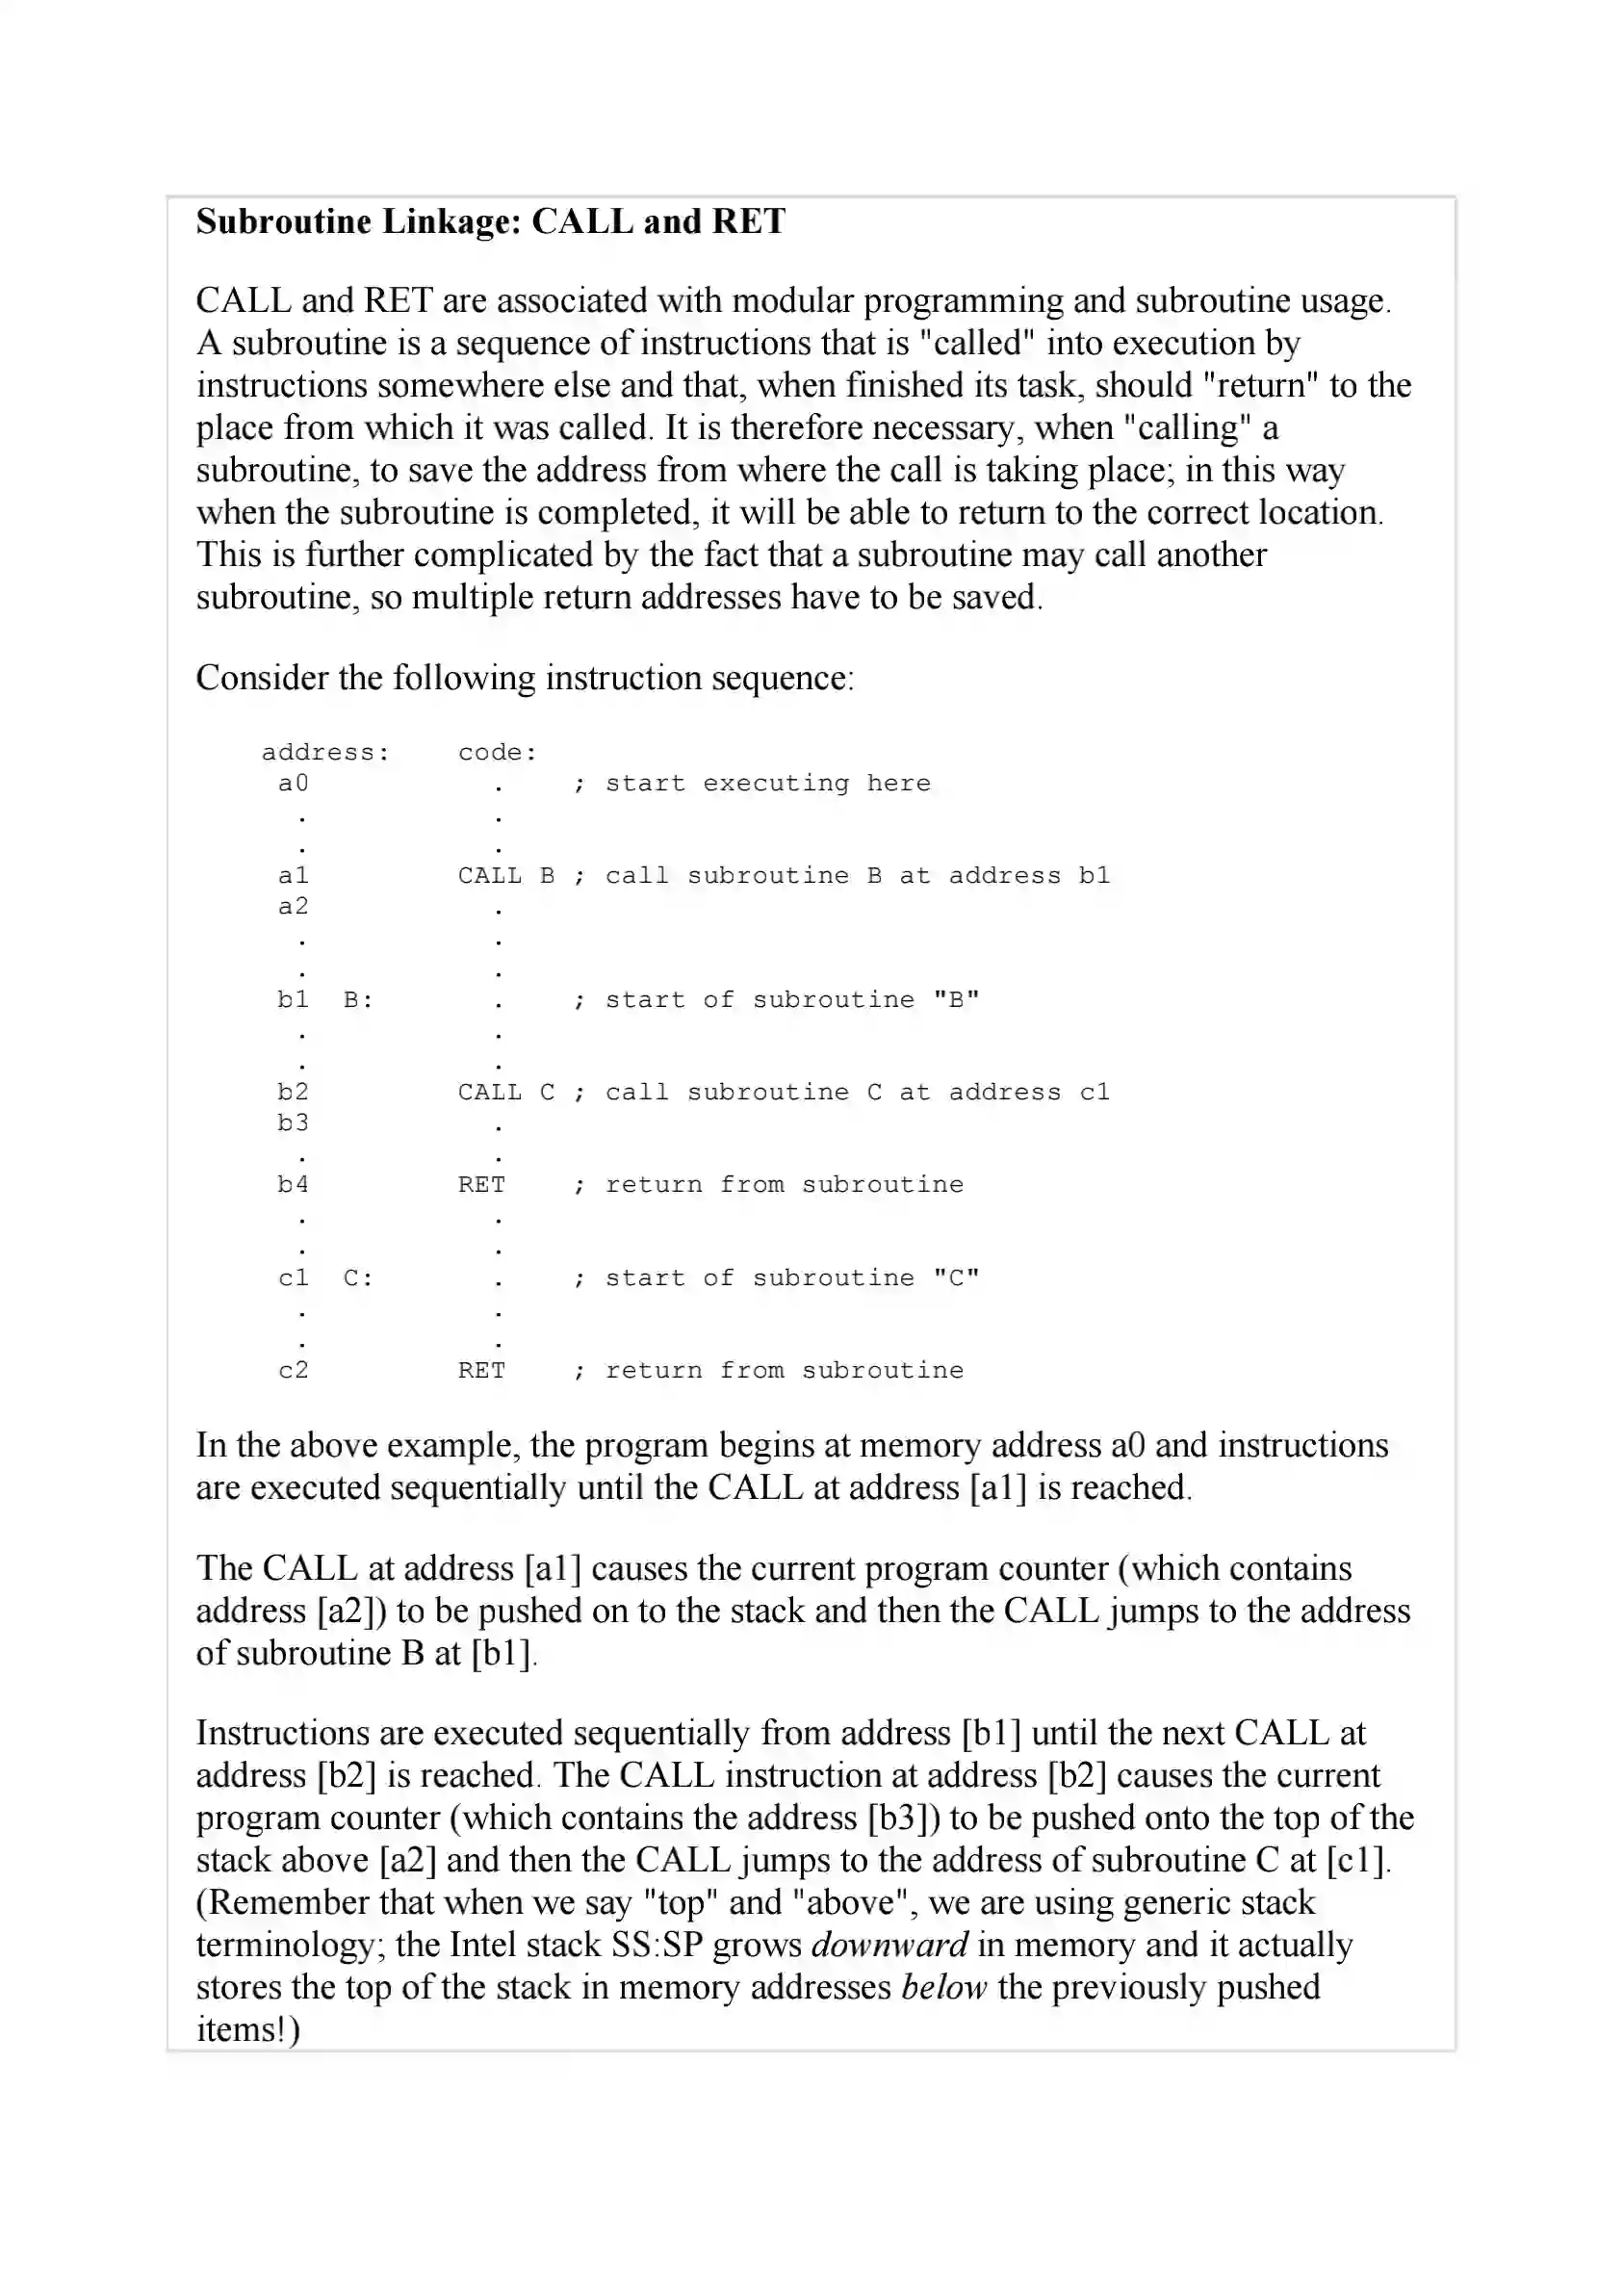 Subroutine Linkage: CALL and RET
CALL and RET are associated with modular programming and subroutine usage.
A subroutine is a sequence of instructions that is "called" into execution by
instructions somewhere else and that, when finished its task, should "return" to the
place from which it was called. It is therefore necessary, when "calling" a
subroutine, to save the address from where the call is taking place; in this way
when the subroutine is completed, it will be able to return to the correct location.
This is further complicated by the fact that a subroutine may call another
subroutine, so multiple return addresses have to be saved.
Consider the following instruction sequence:
address: code:
a0 . ; start executing here
. .
. .
a1 CALL B ; call subroutine B at address b1
a2 .
. .
. .
b1 B: . ; start of subroutine "B"
. .
. .
b2 CALL C ; call subroutine C at address c1
b3 .
. .
b4 RET ; return from subroutine
. .
. .
c1 C: . ; start of subroutine "C"
. .
. .
c2 RET ; return from subroutine
In the above example, the program begins at memory address a0 and instructions
are executed sequentially until the CALL at address [a1] is reached.
The CALL at address [a1] causes the current program counter (which contains
address [a2]) to be pushed on to the stack and then the CALL jumps to the address
of subroutine B at [b1].
Instructions are executed sequentially from address [b1] until the next CALL at
address [b2] is reached. The CALL instruction at address [b2] causes the current
program counter (which contains the address [b3]) to be pushed onto the top of the
stack above [a2] and then the CALL jumps to the address of subroutine C at [c1].
(Remember that when we say "top" and "above", we are using generic stack
terminology; the Intel stack SS:SP grows downward in memory and it actually
stores the top of the stack in memory addresses below the previously pushed
items!)